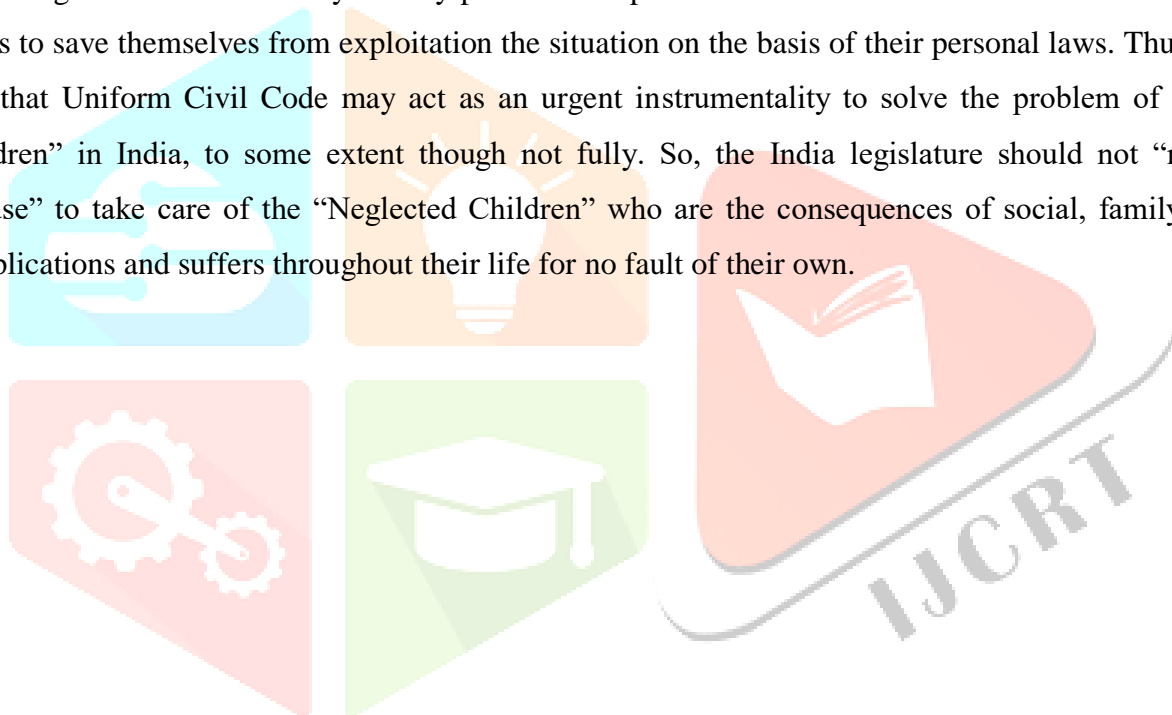 s to save themselves from exploitation the situation on the basis of their personal laws. Thu
that Uniform Civil Code may act as an urgent instrumentality to solve the problem of
dren” in India, to some extent though not fully. So, the India legislature should not “
se” to take care of the “Neglected Children” who are the consequences of social, family
plications and suffers throughout their life for no fault of their own.
IJCRT